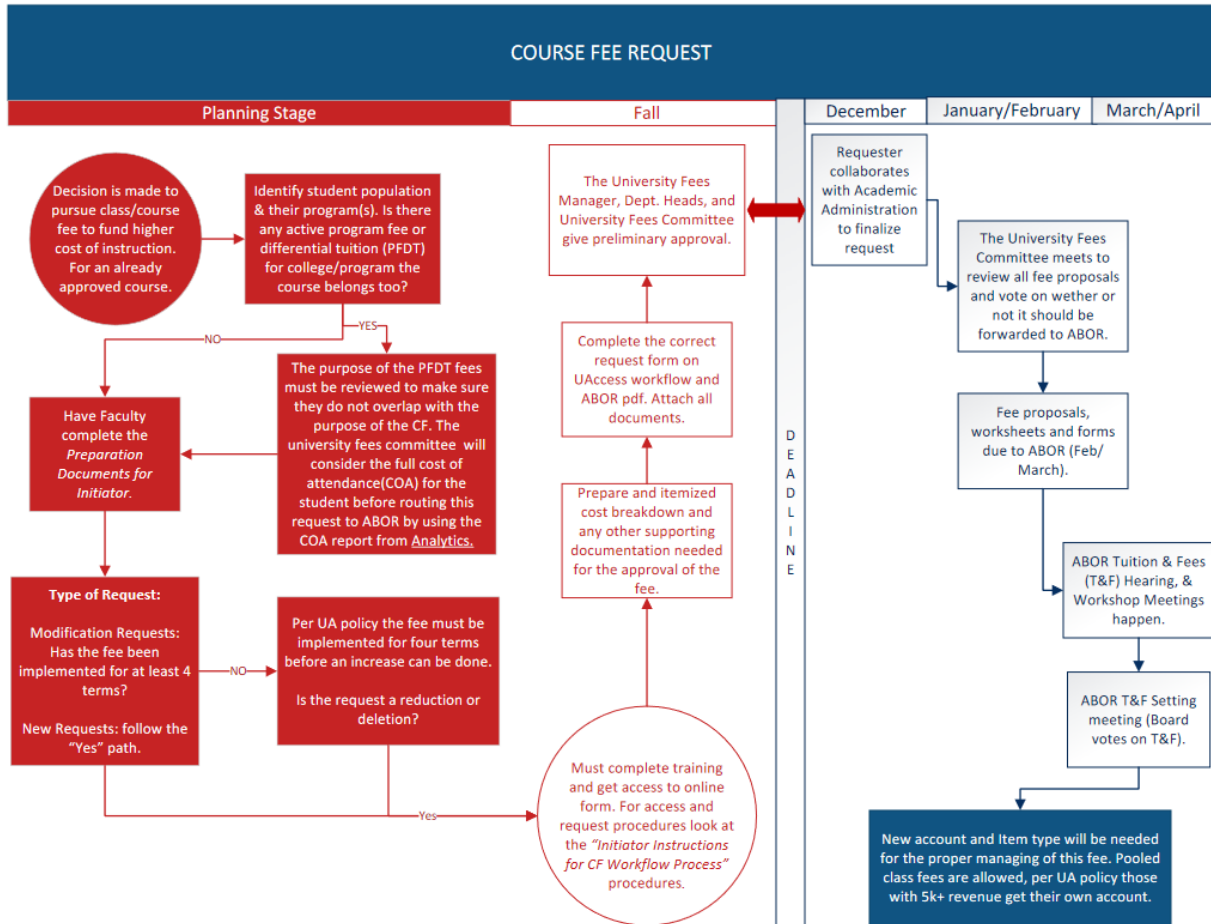 COURSE FEE REQUEST
Planning Stage
Fall
December
January/February
March/April
Decision is made to
pursue class/course
fee to fund higher
cost of instruction.
For an already
approved course.
Identify student population
& their program(s). Is there
any active program fee or
differential tuition (PFDT)
for college/program the
course belongs too?
NO
YES
The purpose of the PFDT fees
must be reviewed to make sure
they do not overlap with the
purpose of the CF. The
university fees committee will
consider the full cost of
attendance(COA) for the
student before routing this
request to ABOR by using the
COA report from Analytics.
Have Faculty
complete the
Preparation
Documents for
Initiator.
Type of Request:
Modification Requests:
Has the fee been
implemented for at least 4
terms?
New Requests: follow the
“Yes” path.
NO
Per UA policy the fee must be
implemented for four terms
before an increase can be done.
Is the request a reduction or
deletion?
Yes
Must complete training
and get access to online
form. For access and
request procedures look at
the “Initiator Instructions
for CF Workflow Process”
procedures.
Prepare and itemized
cost breakdown and
any other supporting
documentation needed
for the approval of the
fee.
Complete the correct
request form on
UAccess workflow and
ABOR pdf. Attach all
documents.
The University Fees
Manager, Dept. Heads, and
University Fees Committee
give preliminary approval.
DEADLINE
Requester
collaborates
with Academic
Administration
to finalize
request
The University Fees
Committee meets to
review all fee proposals
and vote on wether or
not it should be
forwarded to ABOR.
Fee proposals,
worksheets and forms
due to ABOR (Feb/
March).
ABOR Tuition & Fees
(T&F) Hearing, &
Workshop Meetings
happen.
ABOR T&F Setting
meeting (Board
votes on T&F).
New account and Item type will be needed
for the proper managing of this fee. Pooled
class fees are allowed, per UA policy those
with 5k+ revenue get their own account.